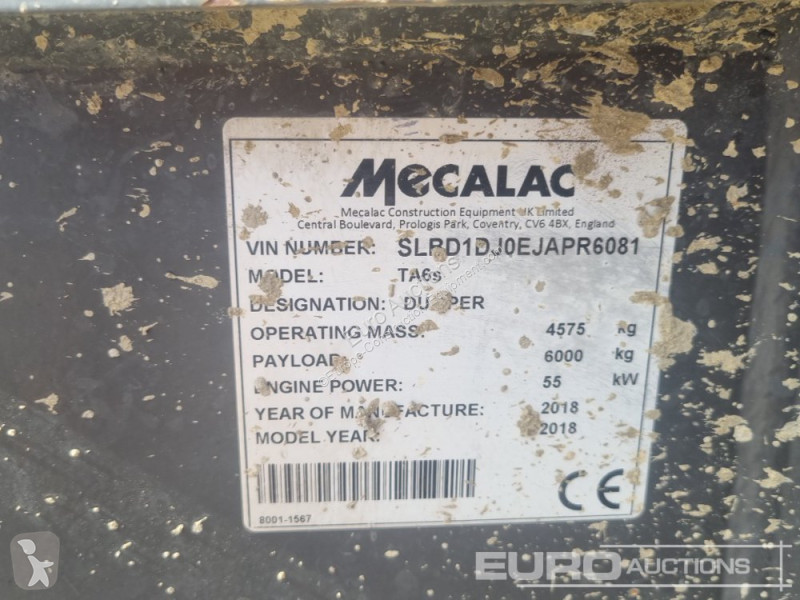 MeCALAC
Mecalac Construction Equipment UK Limited
Central Boulevard, Prologis Park, Coventry, CV6 4BX, England
VIN NUMBER: SLBD1DJ0EJAPR6081
MODEL: TA6s
DESIGNATION: DUMPER
OPERATING MASS: 4575 kg
PAYLOAD: 6000 kg
ENGINE POWER: 55 kW
YEAR OF MANUFACTURE: 2018
MODEL YEAR: 2018
8001-1567
CE
Euro Auctions
EURO AUCTIONS